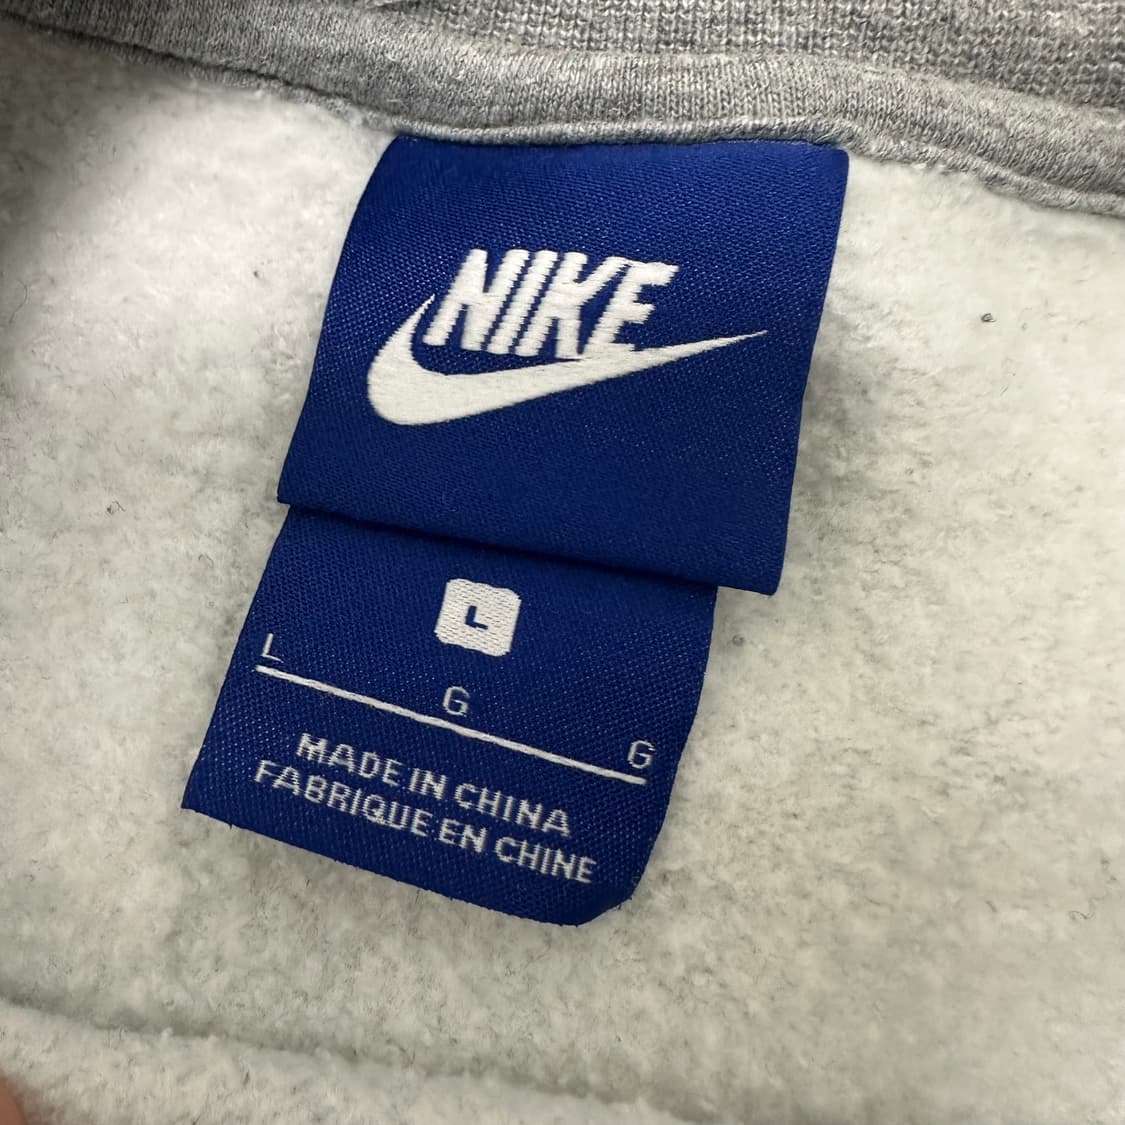 NIKE
L
L G G
MADE IN CHINA
FABRIQUE EN CHINE